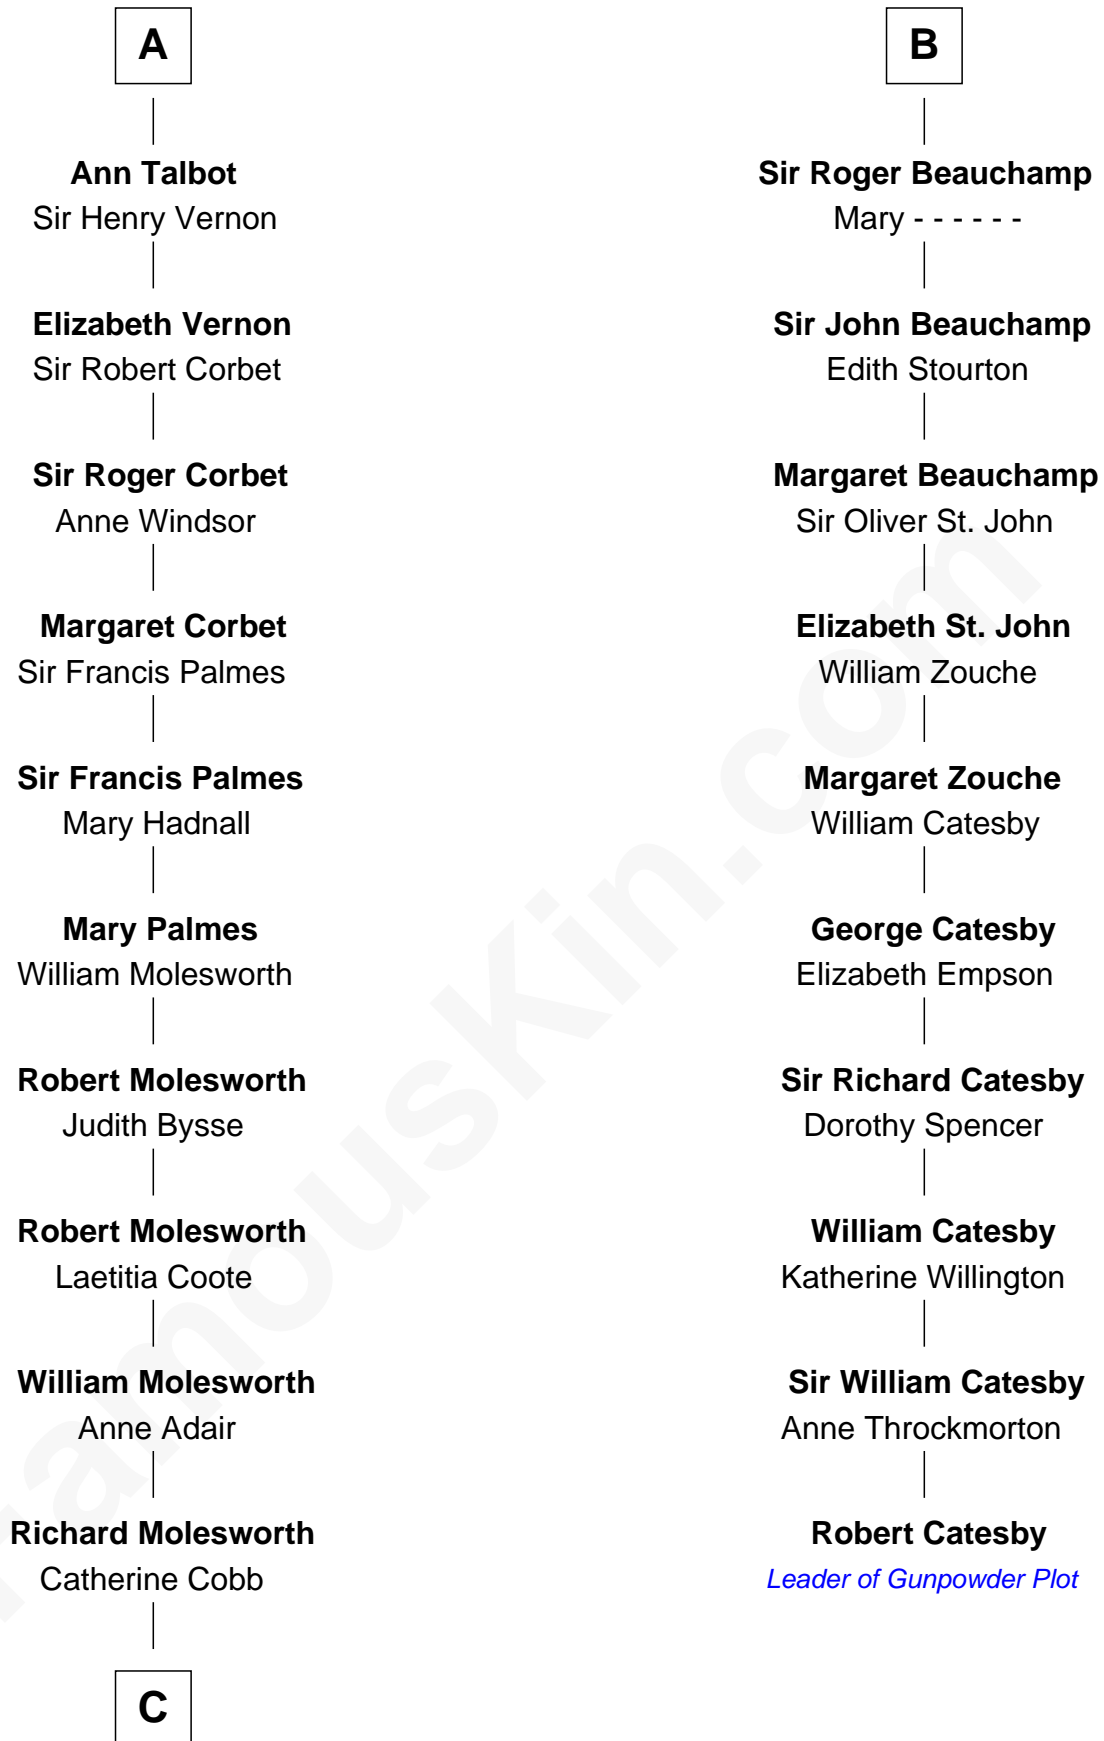 A
Ann Talbot
Sir Henry Vernon
Elizabeth Vernon
Sir Robert Corbet
Sir Roger Corbet
Anne Windsor
Margaret Corbet
Sir Francis Palmes
Sir Francis Palmes
Mary Hadnall
Mary Palmes
William Molesworth
Robert Molesworth
Judith Bysse
Robert Molesworth
Laetitia Coote
William Molesworth
Anne Adair
Richard Molesworth
Catherine Cobb
C
B
Sir Roger Beauchamp
Mary - - - - - -
Sir John Beauchamp
Edith Stourton
Margaret Beauchamp
Sir Oliver St. John
Elizabeth St. John
William Zouche
Margaret Zouche
William Catesby
George Catesby
Elizabeth Empson
Sir Richard Catesby
Dorothy Spencer
William Catesby
Katherine Willington
Sir William Catesby
Anne Throckmorton
Robert Catesby
Leader of Gunpowder Plot
FamousKin.com